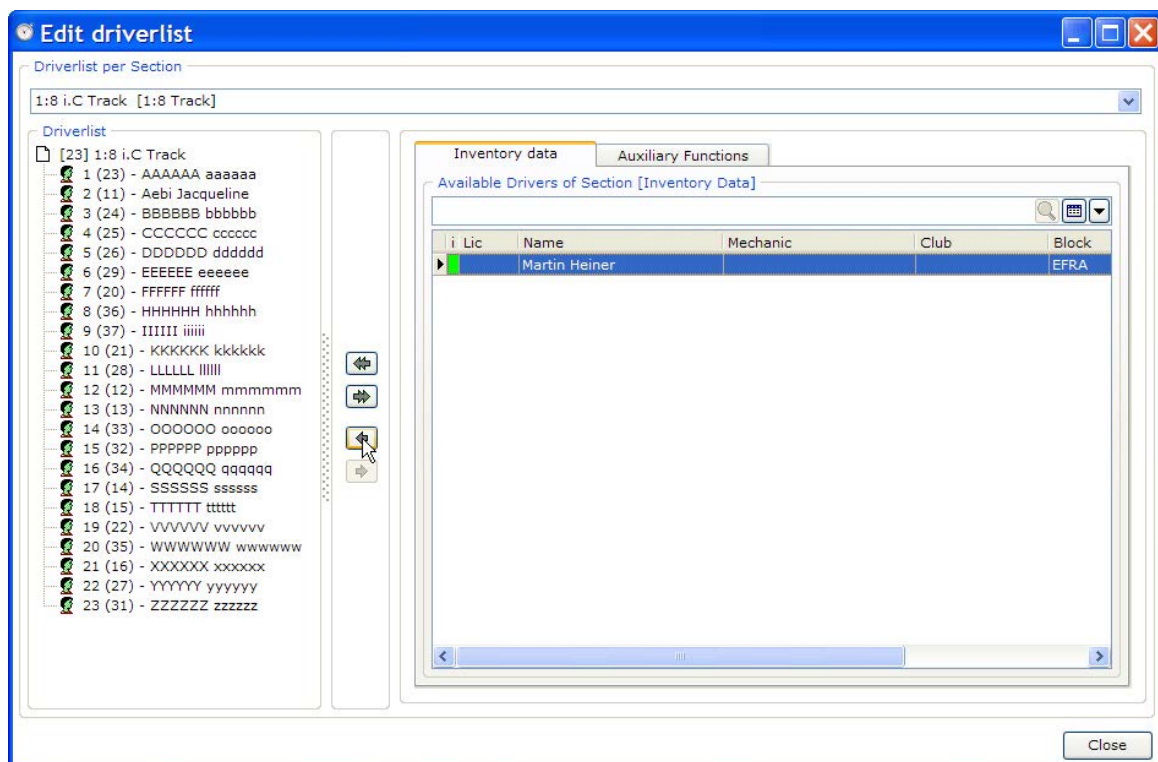 Edit driverlist
Driverlist per Section
1:8 i.C Track [1:8 Track]
Driverlist
[23] 1:8 i.C Track
1 (23) - AAAAAA aaaaaa
2 (11) - Aebi Jacqueline
3 (24) - BBBBBB bbbbbb
4 (25) - CCCCCC cccccc
5 (26) - DDDDDD dddddd
6 (29) - EEEEEE eeeeee
7 (20) - FFFFFF ffffff
8 (36) - HHHHHH hhhhhh
9 (37) - IIIIII iiiiii
10 (21) - KKKKKK kkkkkk
11 (28) - LLLLLL llllll
12 (12) - MMMMMM mmmmmm
13 (13) - NNNNNN nnnnnn
14 (33) - OOOOOO oooooo
15 (32) - PPPPPP pppppp
16 (34) - QQQQQQ qqqqqq
17 (14) - SSSSSS ssssss
18 (15) - TTTTTT tttttt
19 (22) - VVVVVV vvvvvv
20 (35) - WWWWWW wwwwww
21 (16) - XXXXXX xxxxxx
22 (27) - YYYYYY yyyyyy
23 (31) - ZZZZZZ zzzzzz
Inventory data Auxiliary Functions
Available Drivers of Section [Inventory Data]
i Lic Name Mechanic Club Block
Martin Heiner EFRA
Close